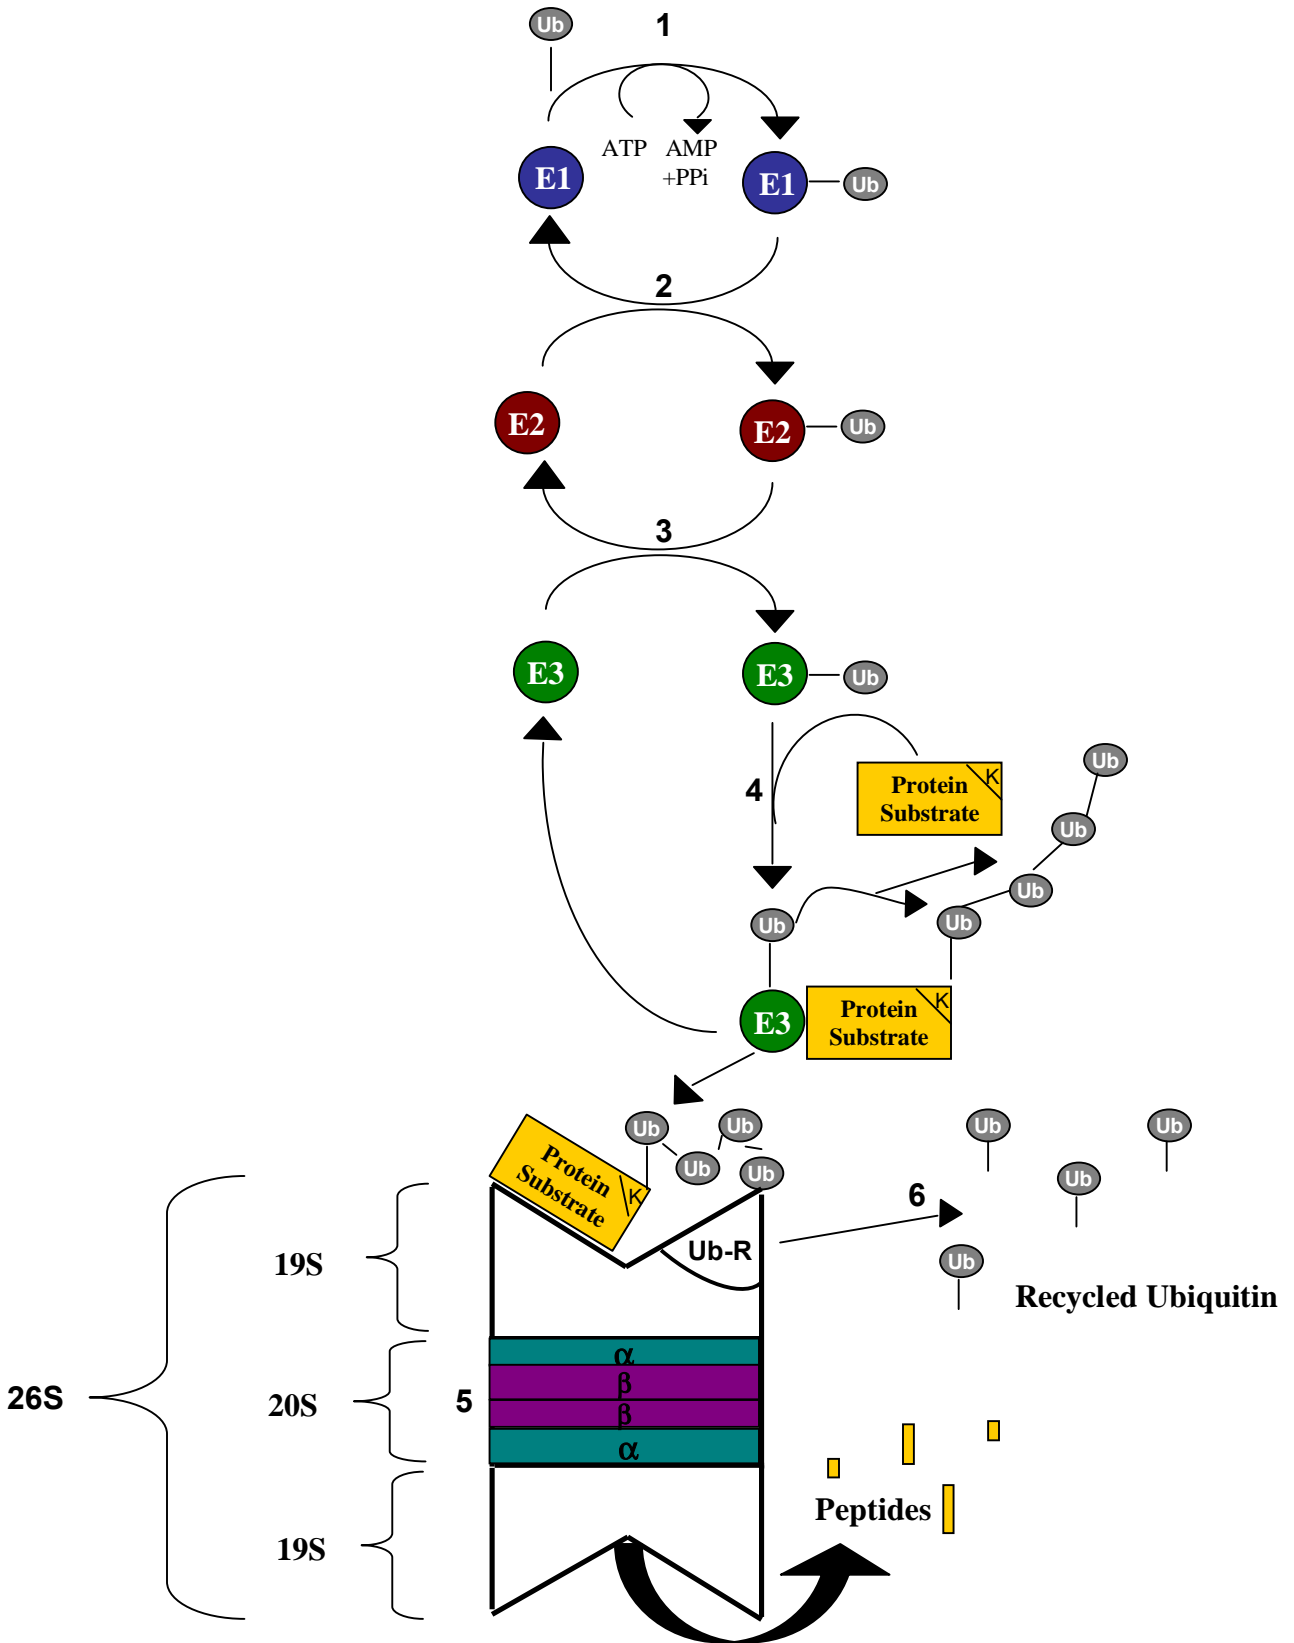 Ub
1
ATP AMP
+PPi
E1
E1
Ub
2
E2
E2
Ub
3
E3
E3
Ub
4
Protein
Substrate
K
Ub
Ub
Ub
Ub
Ub
E3
Protein
Substrate
K
Protein
Substrate
K
Ub
Ub
Ub
Ub
Ub
Ub
Ub
Ub
6
Ub-R
Recycled Ubiquitin
19S
26S
20S
5
α
β
β
α
Peptides
19S